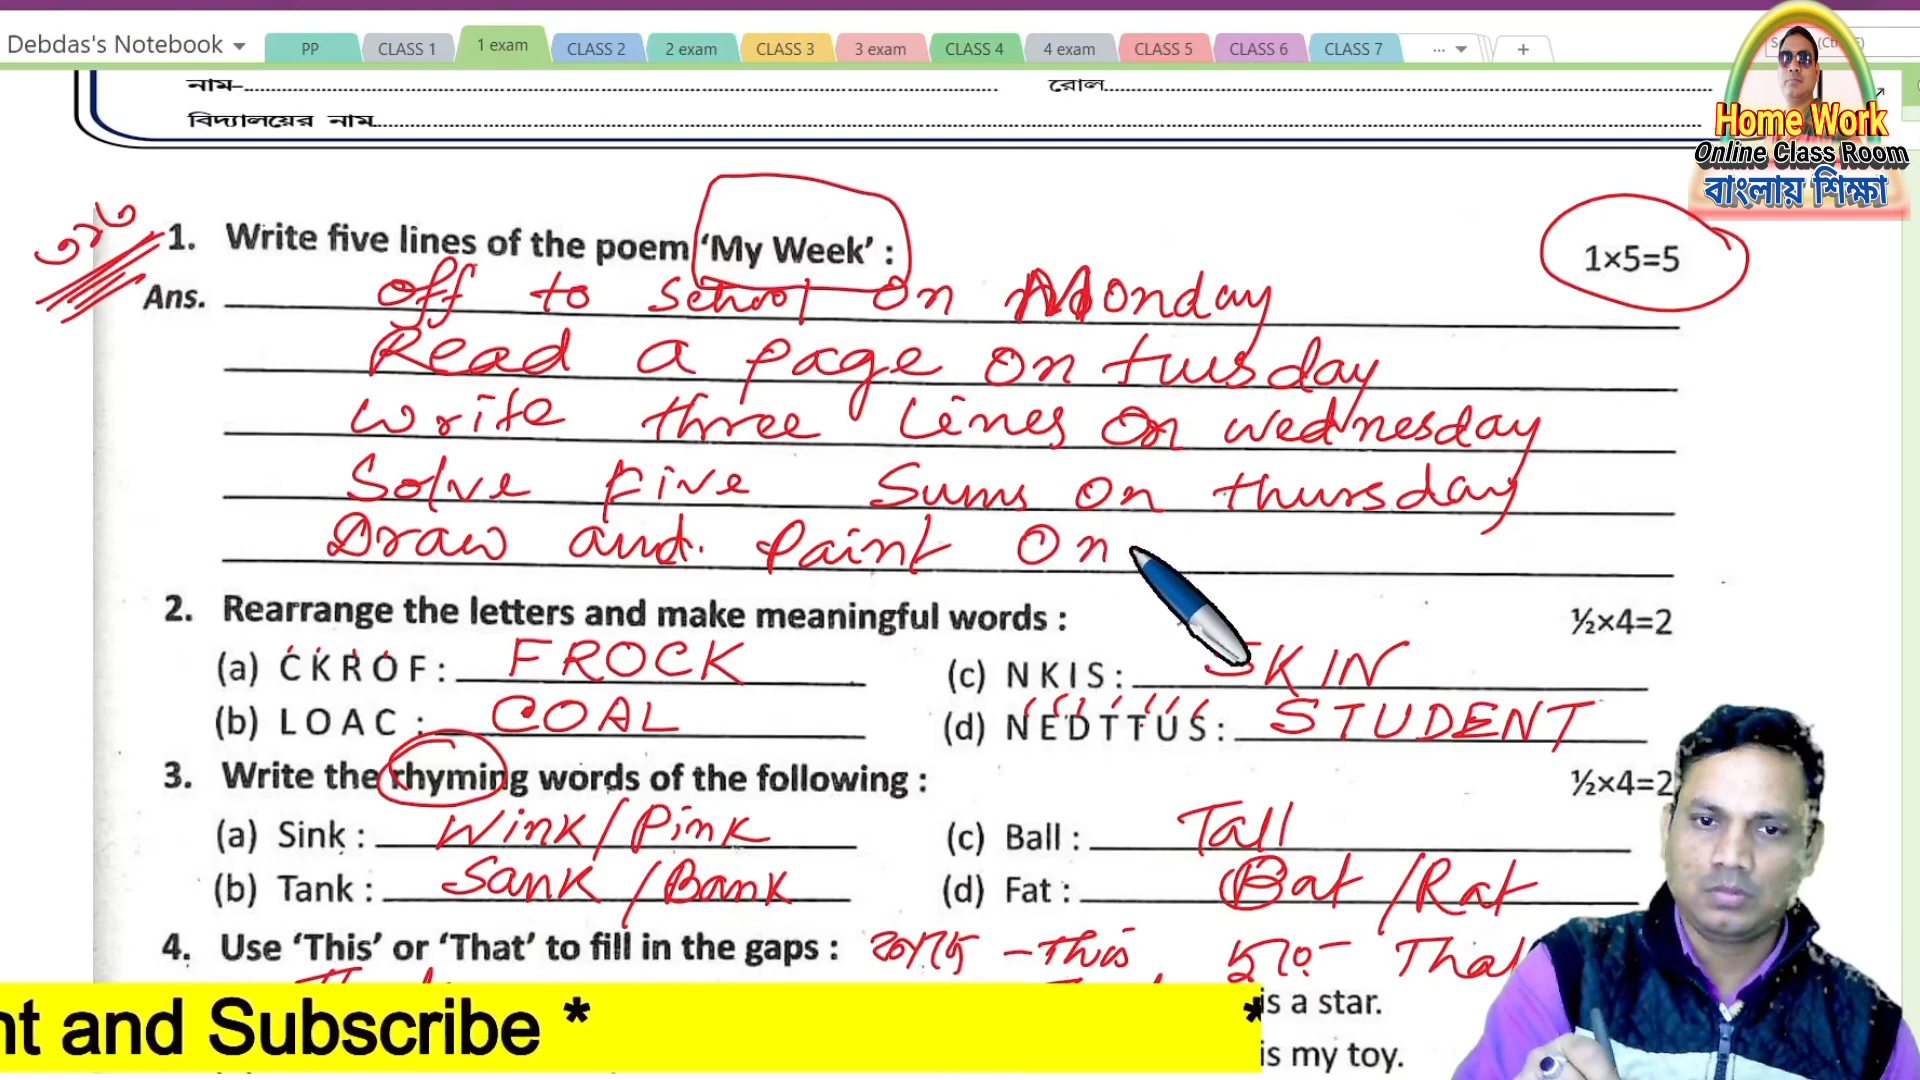 Debdas's Notebook
PP CLASS 1 1 exam CLASS 2 2 exam CLASS 3 3 exam CLASS 4 4 exam CLASS 5 CLASS 6 CLASS 7 ... +
নাম- রোল
বিদ্যালয়ের নাম
Home Work
Online Class Room
বাংলায় শিক্ষা
1. Write five lines of the poem 'My Week' : 1×5=5
Ans. Off to school on Monday
Read a page on tuesday
Write three lines On wednesday
Solve Five Sums On thursday
Draw and Paint On
2. Rearrange the letters and make meaningful words : ½×4=2
(a) C K R O F : FROCK (c) N K I S : SKIN
(b) L O A C : COAL (d) N E D T T U S : STUDENT
3. Write the rhyming words of the following : ½×4=2
(a) Sink : Wink/Pink (c) Ball : Tall
(b) Tank : Sank/Bank (d) Fat : Bat/Rat
4. Use 'This' or 'That' to fill in the gaps : - This That
is a star.
nt and Subscribe * *
is my toy.